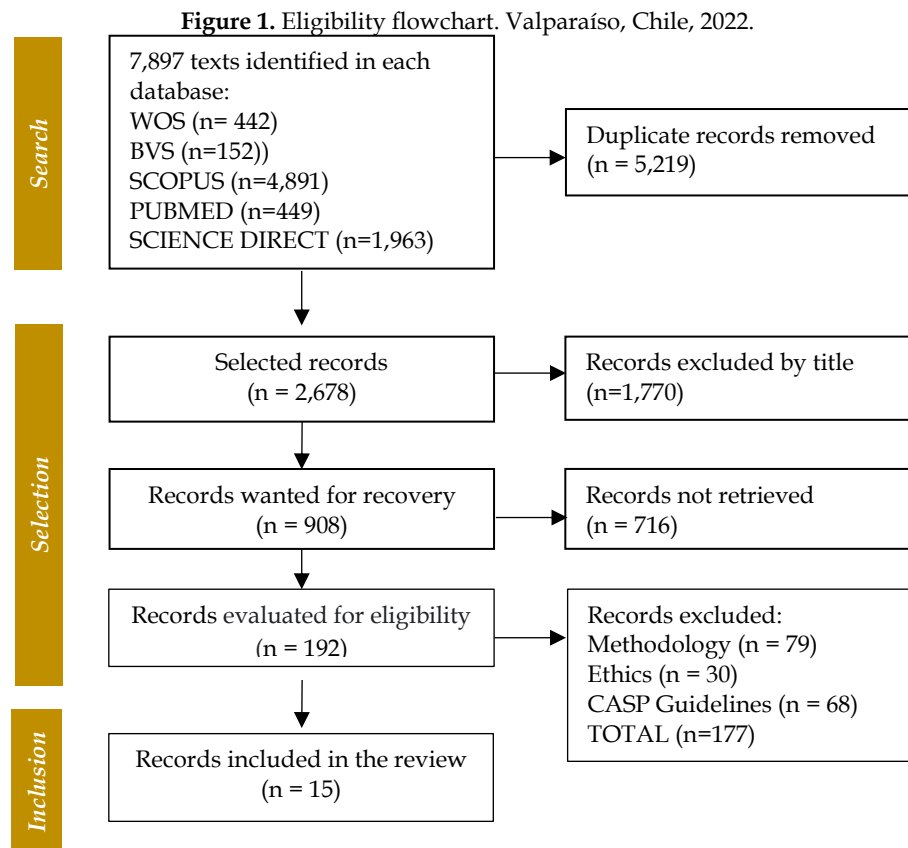 Figure 1. Eligibility flowchart. Valparaíso, Chile, 2022.
Search
7,897 texts identified in each
database:
WOS (n= 442)
BVS (n=152))
SCOPUS (n=4,891)
PUBMED (n=449)
SCIENCE DIRECT (n=1,963)
Duplicate records removed
(n = 5,219)
Selection
Selected records
(n = 2,678)
Records excluded by title
(n=1,770)
Records wanted for recovery
(n = 908)
Records not retrieved
(n = 716)
Records evaluated for eligibility
(n = 192)
Records excluded:
Methodology (n = 79)
Ethics (n = 30)
CASP Guidelines (n = 68)
TOTAL (n=177)
Inclusion
Records included in the review
(n = 15)